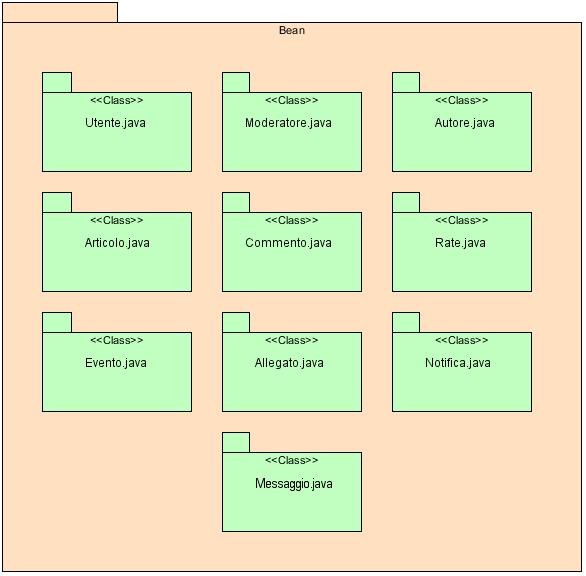 Bean
<<Class>> <<Class>> <<Class>>
Utente.java Moderatore.java Autore.java
<<Class>> <<Class>> <<Class>>
Articolo.java Commento.java Rate.java
<<Class>> <<Class>> <<Class>>
Evento.java Allegato.java Notifica.java
<<Class>>
Messaggio.java